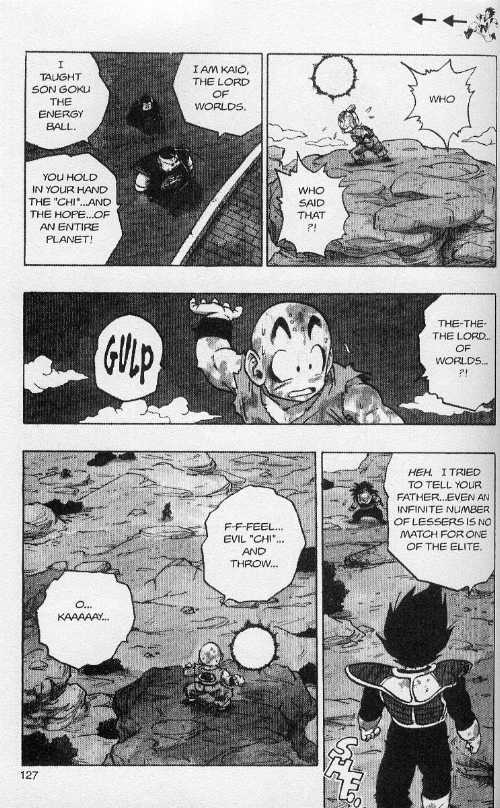 WHO
WHO
SAID
THAT
?!
I AM KAIŌ,
THE LORD
OF
WORLDS.
I
TAUGHT
SON GOKU
THE
ENERGY
BALL.
YOU HOLD
IN YOUR HAND
THE "CHI"...AND
THE HOPE...OF
AN ENTIRE
PLANET!
THE-THE-
THE LORD...
OF
WORLDS...
?!
GULP
HEH. I TRIED
TO TELL YOUR
FATHER...EVEN AN
INFINITE NUMBER
OF LESSERS IS NO
MATCH FOR ONE
OF THE ELITE.
F-F-FEEL...
EVIL "CHI"...
AND
THROW...
O...
KAAAAAY...
127